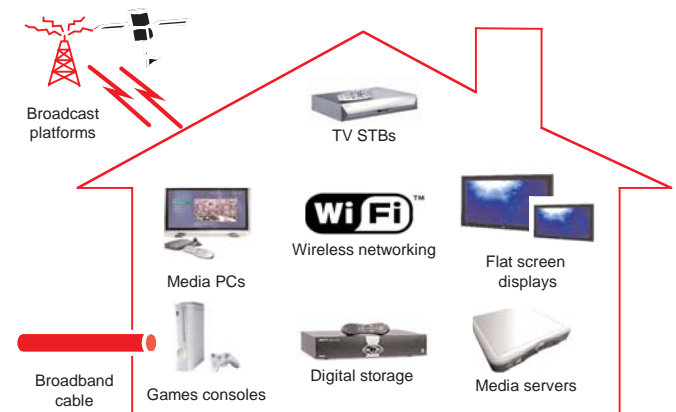 Broadcast
platforms
TV STBs
Wi Fi™
Wireless networking
Media PCs
Flat screen
displays
Broadband
cable
Games consoles
Digital storage
Media servers